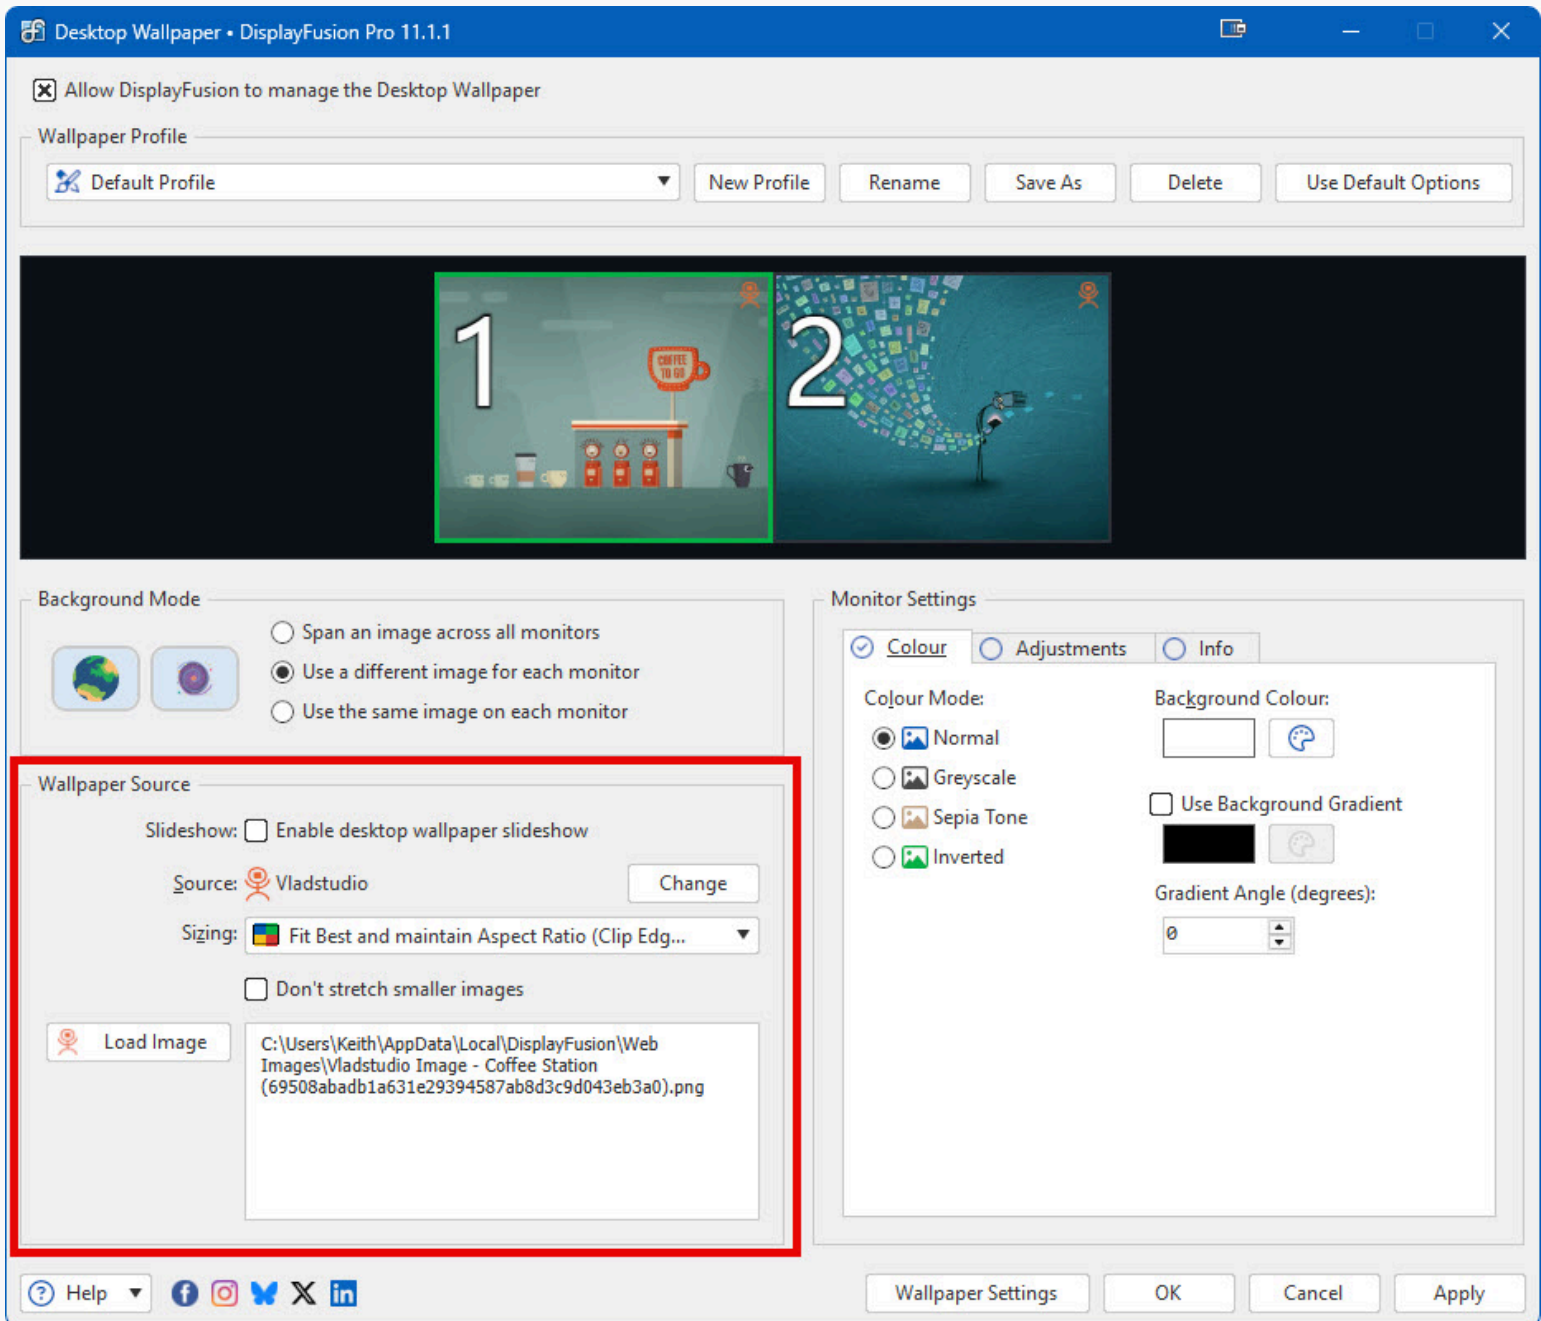 Desktop Wallpaper • DisplayFusion Pro 11.1.1
Allow DisplayFusion to manage the Desktop Wallpaper
Wallpaper Profile
Default Profile
New Profile
Rename
Save As
Delete
Use Default Options
1
COFFEE
TO GO
2
Background Mode
Span an image across all monitors
Use a different image for each monitor
Use the same image on each monitor
Monitor Settings
Colour
Adjustments
Info
Colour Mode:
Normal
Greyscale
Sepia Tone
Inverted
Background Colour:
Use Background Gradient
Gradient Angle (degrees):
0
Wallpaper Source
Slideshow: Enable desktop wallpaper slideshow
Source: Vladstudio
Change
Sizing: Fit Best and maintain Aspect Ratio (Clip Edg...
Don't stretch smaller images
Load Image
C:\Users\Keith\AppData\Local\DisplayFusion\Web
Images\Vladstudio Image - Coffee Station
(69508abadb1a631e29394587ab8d3c9d043eb3a0).png
Help
Wallpaper Settings
OK
Cancel
Apply